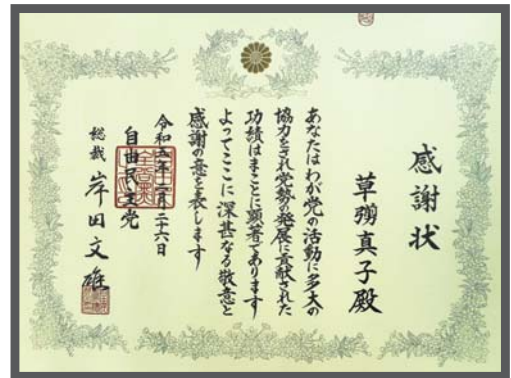 感謝状
草彅真子殿
あなたはわが党の活動に多大の
協力をされ党勢の発展に貢献された
功績はまことに顕著であります
よってここに深甚なる敬意と
感謝の意を表します
令和五年二月二十六日
自由民主党
総裁 岸田文雄